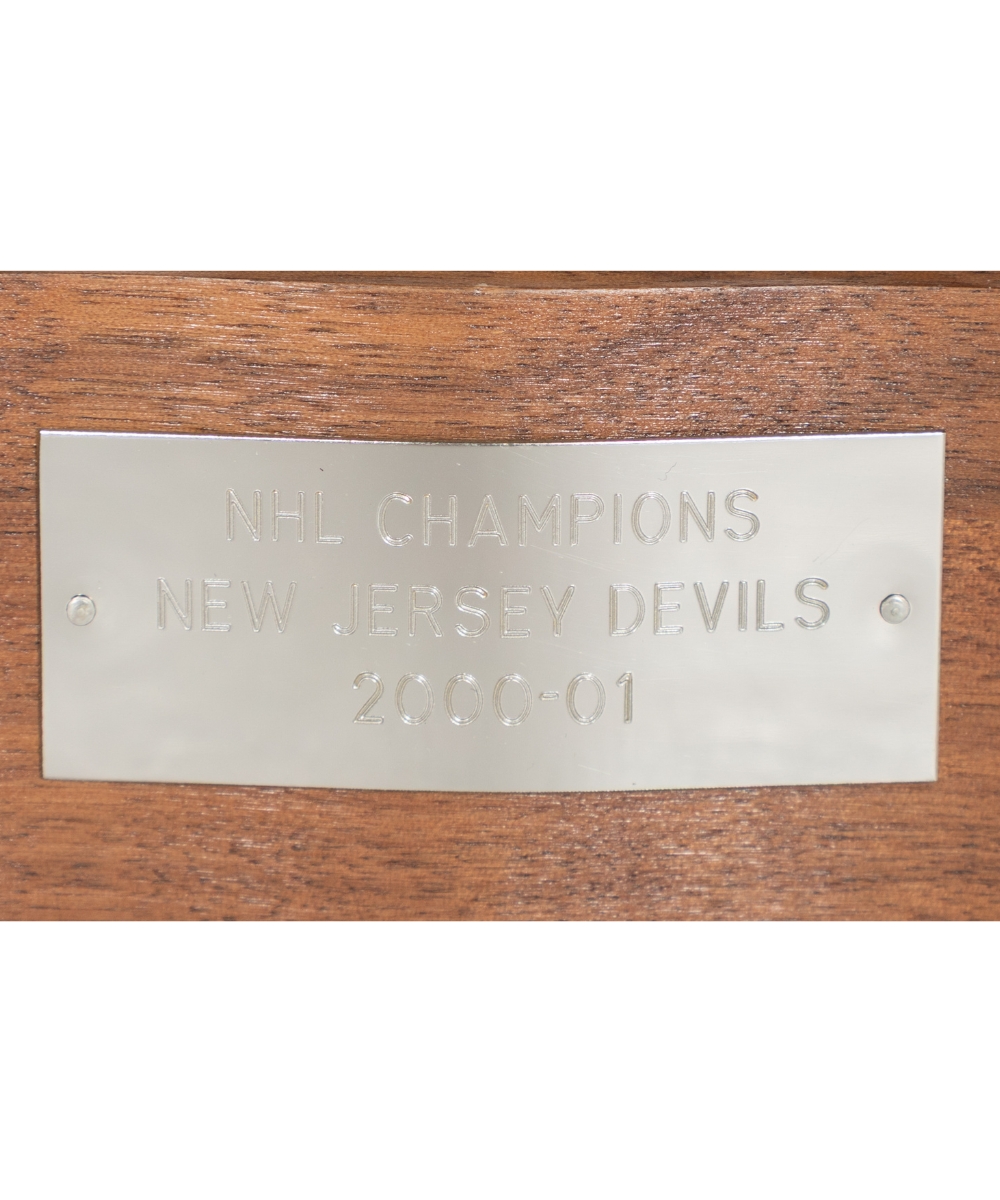 NHL CHAMPIONS
NEW JERSEY DEVILS
2000-01